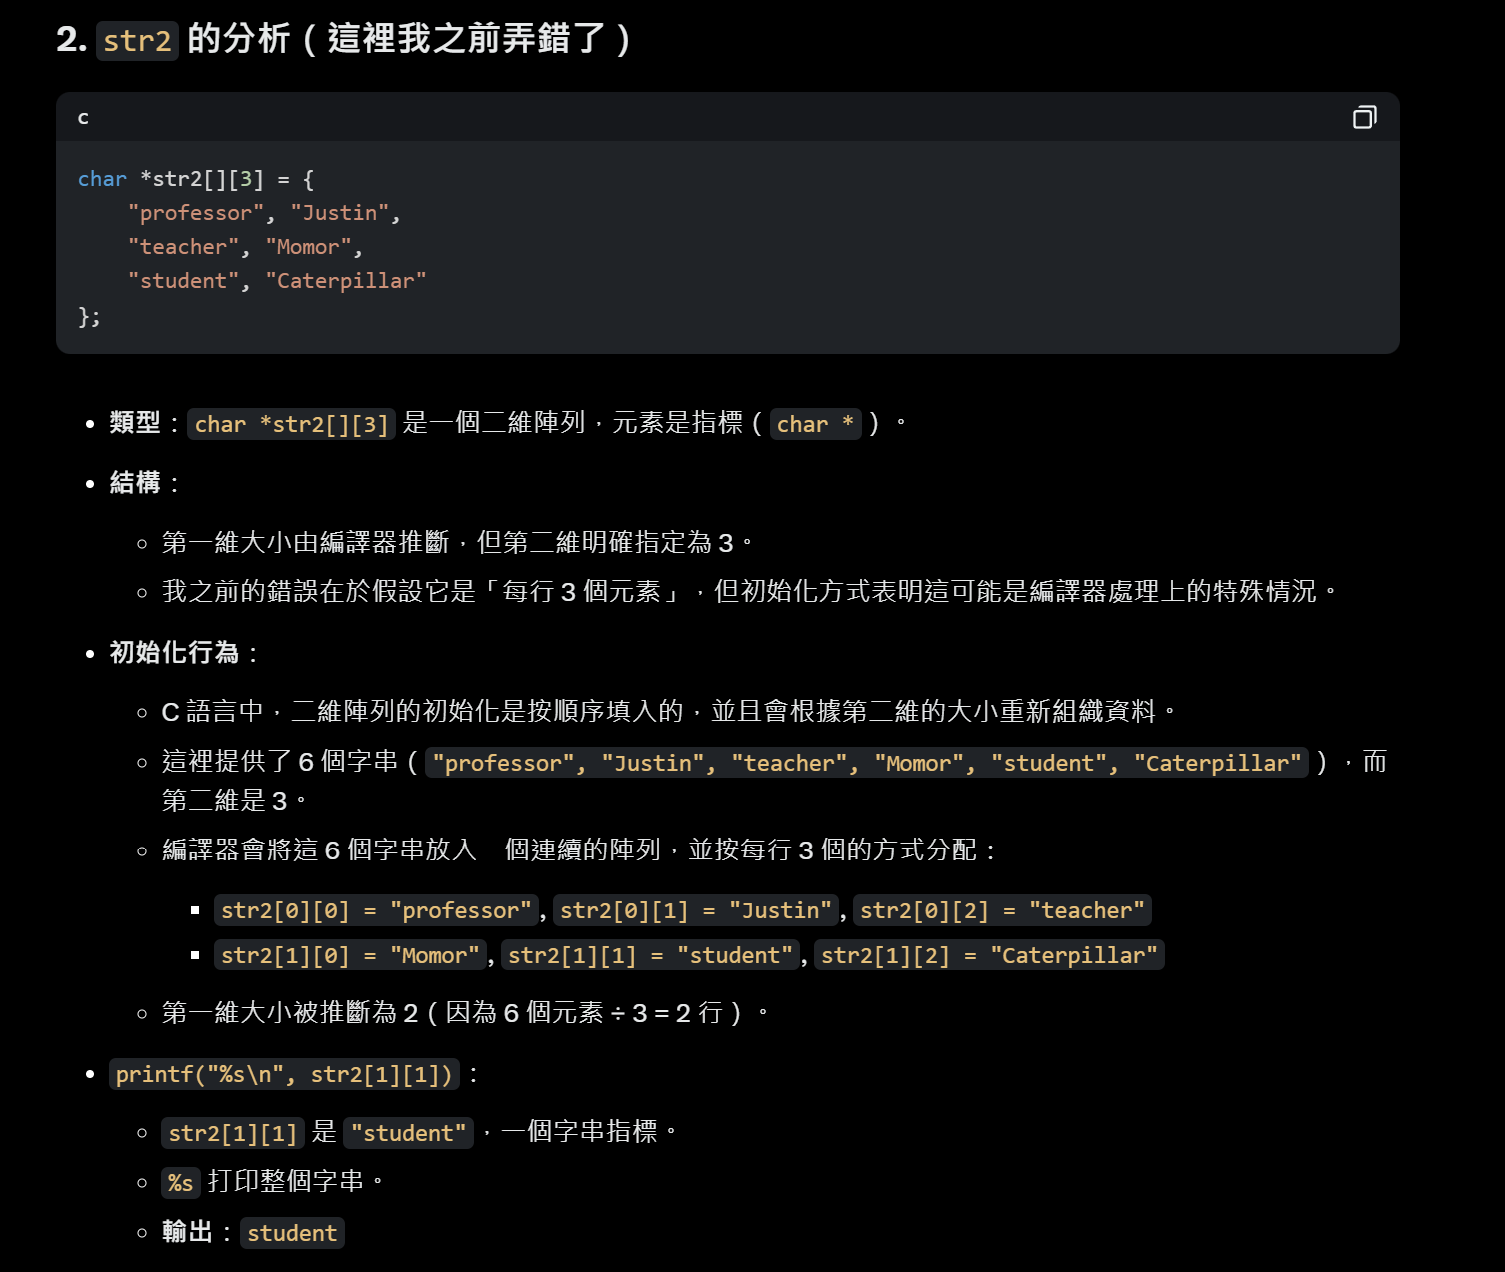 2. str2 的分析（這裡我之前弄錯了）
c
char *str2[][3] = {
    "professor", "Justin",
    "teacher", "Momor",
    "student", "Caterpillar"
};
• 類型：char *str2[][3] 是一個二維陣列，元素是指標（char *）。
• 結構：
○ 第一維大小由編譯器推斷，但第二維明確指定為 3。
○ 我之前的錯誤在於假設它是「每行 3 個元素」，但初始化方式表明這可能是編譯器處理上的特殊情況。
• 初始化行為：
○ C 語言中，二維陣列的初始化是按順序填入的，並且會根據第二維的大小重新組織資料。
○ 這裡提供了 6 個字串（"professor", "Justin", "teacher", "Momor", "student", "Caterpillar"），而
第二維是 3。
○ 編譯器會將這 6 個字串放入 個連續的陣列，並按每行 3 個的方式分配：
▪ str2[0][0] = "professor", str2[0][1] = "Justin", str2[0][2] = "teacher"
▪ str2[1][0] = "Momor", str2[1][1] = "student", str2[1][2] = "Caterpillar"
○ 第一維大小被推斷為 2（因為 6 個元素 ÷ 3 = 2 行）。
• printf("%s\n", str2[1][1])：
○ str2[1][1] 是 "student"，一個字串指標。
○ %s 打印整個字串。
○ 輸出：student